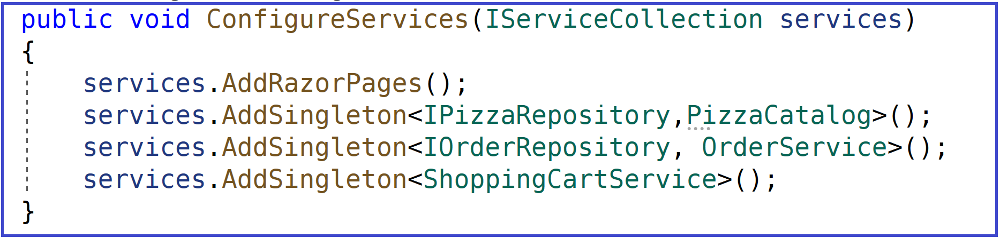 public void ConfigureServices(IServiceCollection services)
{
    services.AddRazorPages();
    services.AddSingleton<IPizzaRepository,PizzaCatalog>();
    services.AddSingleton<IOrderRepository, OrderService>();
    services.AddSingleton<ShoppingCartService>();
}